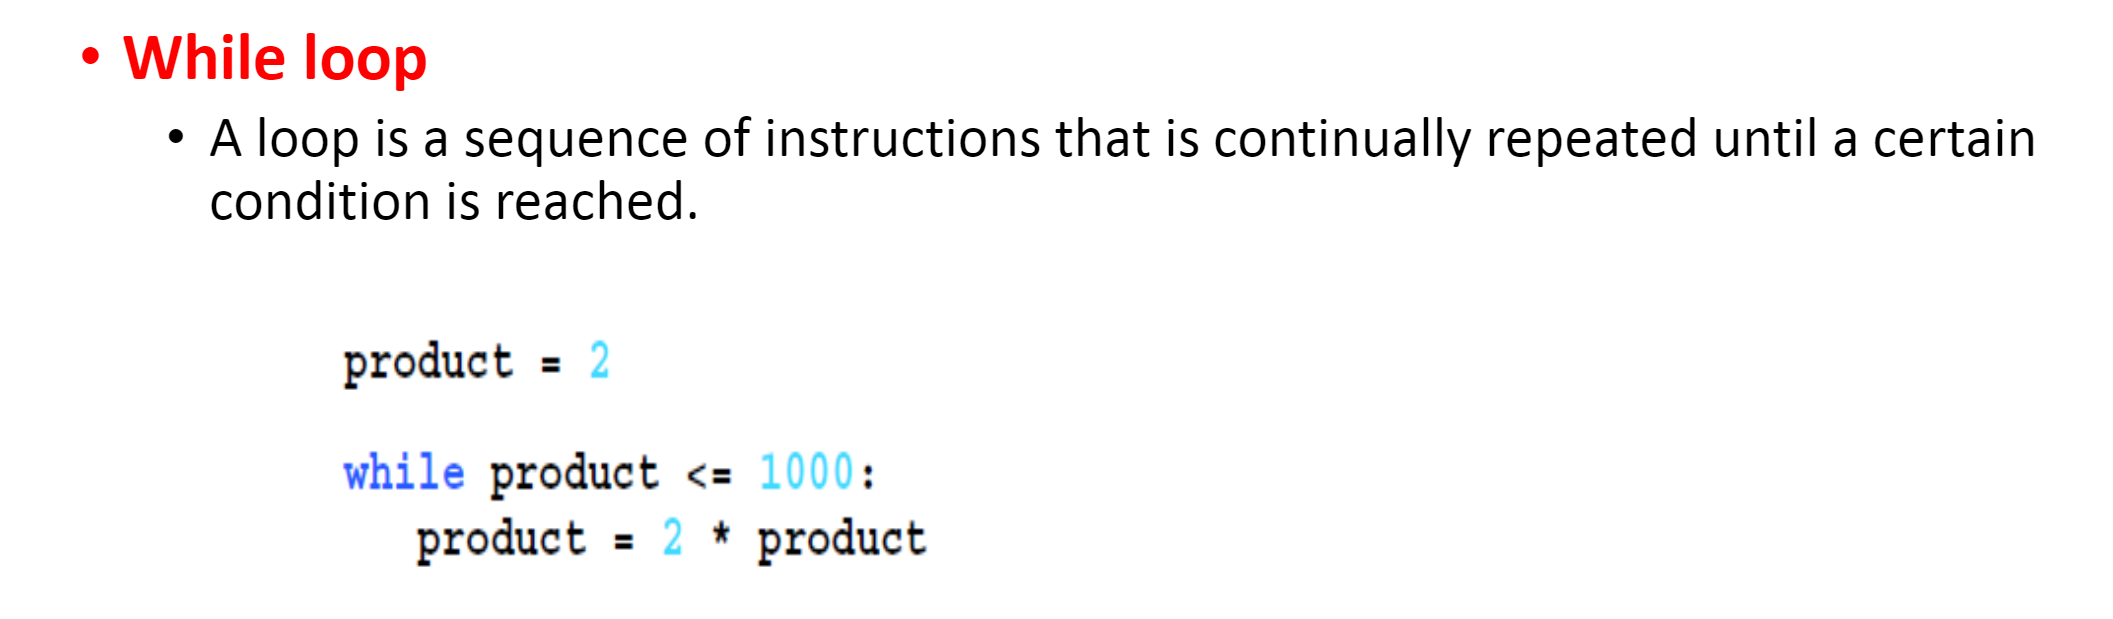 • While loop
• A loop is a sequence of instructions that is continually repeated until a certain
condition is reached.
product = 2
while product <= 1000:
product = 2 * product